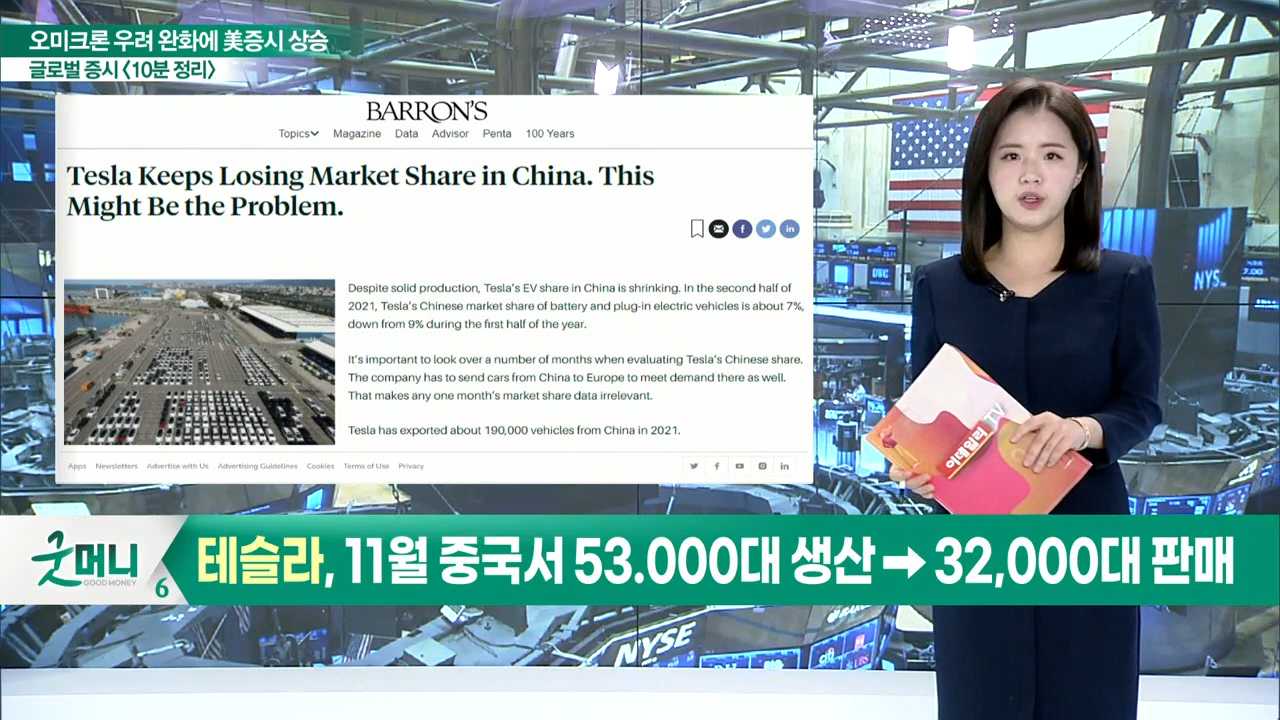 오미크론 우려 완화에 美증시 상승
글로벌 증시 <10분 정리>
BARRON'S
Topics Magazine Data Advisor Penta 100 Years
Tesla Keeps Losing Market Share in China. This
Might Be the Problem.
Despite solid production, Tesla's EV share in China is shrinking. In the second half of
2021, Tesla's Chinese market share of battery and plug-in electric vehicles is about 7%,
down from 9% during the first half of the year.
It's important to look over a number of months when evaluating Tesla's Chinese share.
The company has to send cars from China to Europe to meet demand there as well.
That makes any one month's market share data irrelevant.
Tesla has exported about 190,000 vehicles from China in 2021.
Apps Newsletters Advertise with Us Advertising Guidelines Cookies Terms of Use Privacy
NYS
이데일리 TV
굿머니
GOOD MONEY
6
테슬라, 11월 중국서 53.000대 생산➡32,000대 판매
NYSE
citi